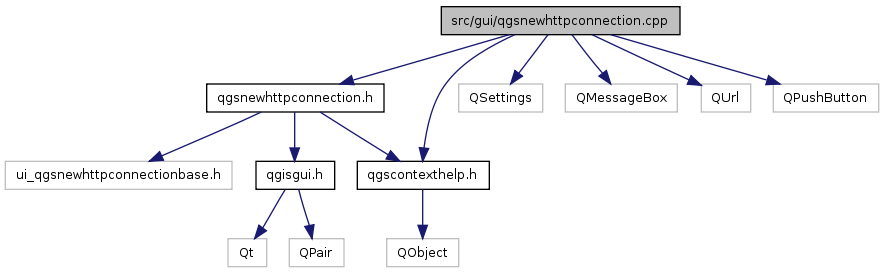 src/gui/qgsnewhttpconnection.cpp
qgsnewhttpconnection.h
QSettings
QMessageBox
QUrl
QPushButton
ui_qgsnewhttpconnectionbase.h
qgisgui.h
qgscontexthelp.h
Qt
QPair
QObject